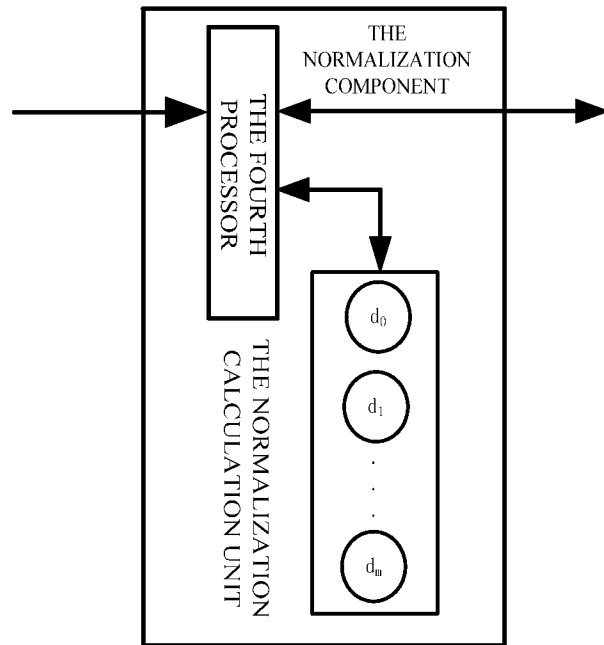 THE
NORMALIZATION
COMPONENT
THE FOURTH
PROCESSOR
d₀
d₁
dₘ
THE NORMALIZATION
CALCULATION UNIT